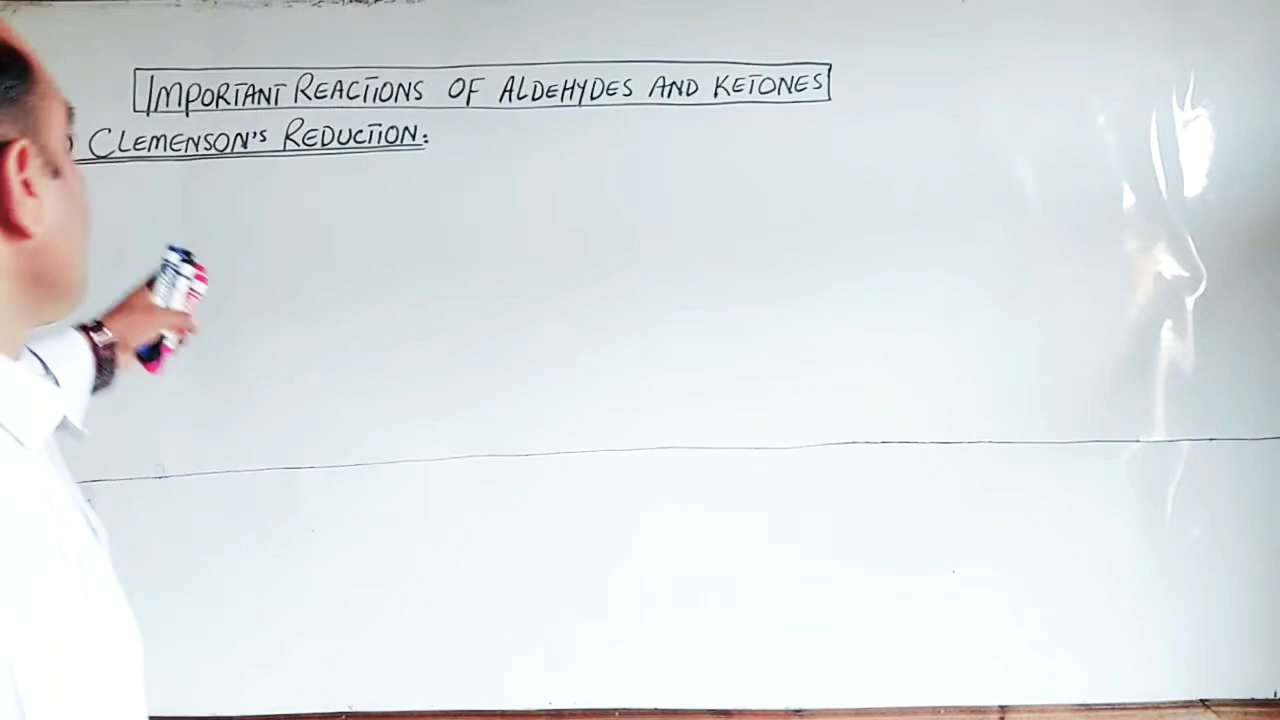 IMPORTANT REACTIONS OF ALDEHYDES AND KETONES
CLEMENSON'S REDUCTION: